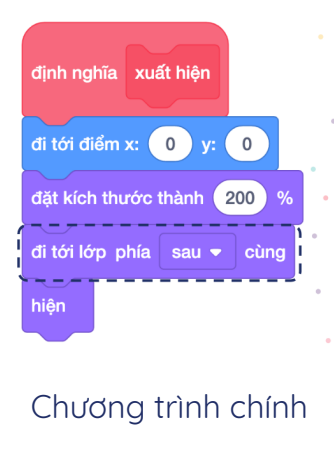 định nghĩa xuất hiện
đi tới điểm x: 0 y: 0
đặt kích thước thành 200 %
đi tới lớp phía sau cùng
hiện
Chương trình chính